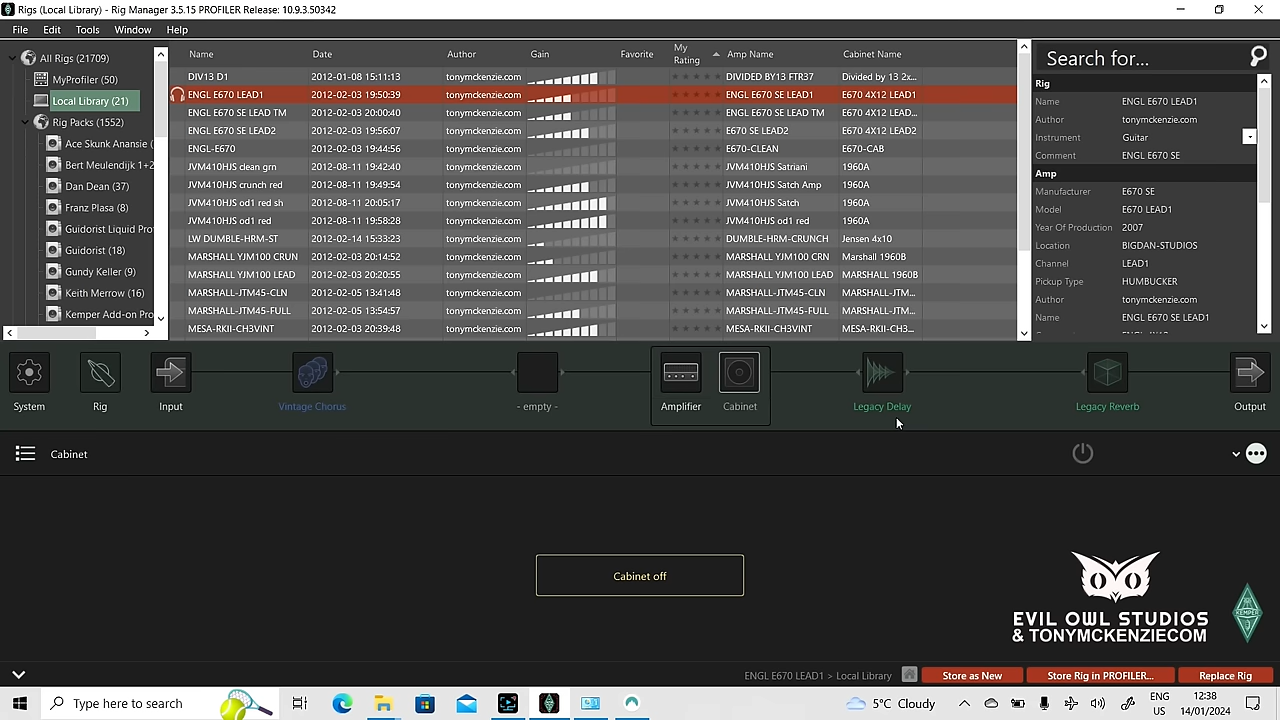 Rigs (Local Library) - Rig Manager 3.5.15 PROFILER Release: 10.9.3.50342
File Edit Tools Window Help
All Rigs (21709)
MyProfiler (50)
Local Library (21)
Rig Packs (1552)
Ace Skunk Anansie (
Bert Meulendijk 1+2
Dan Dean (37)
Franz Plasa (8)
Guidorist Liquid Pro
Guidorist (18)
Gundy Keller (9)
Keith Merrow (16)
Kemper Add-on Pro
Name Date Author Gain Favorite My Rating Amp Name Cabinet Name
DIV13 D1 2012-01-08 15:11:13 tonymckenzie.com DIVIDED BY13 FTR37 Divided by 13 2x...
ENGL E670 LEAD1 2012-02-03 19:50:39 tonymckenzie.com ENGL E670 SE LEAD1 E670 4X12 LEAD1
ENGL E670 SE LEAD TM 2012-02-03 20:00:40 tonymckenzie.com ENGL E670 SE LEAD TM E670 4X12 LEAD...
ENGL E670 SE LEAD2 2012-02-03 19:56:07 tonymckenzie.com E670 SE LEAD2 E670 4X12 LEAD2
ENGL-E670 2012-02-03 19:44:56 tonymckenzie.com E670-CLEAN E670-CAB
JVM410HJS clean grn 2012-08-11 19:42:40 tonymckenzie.com JVM410HJS Satriani 1960A
JVM410HJS crunch red 2012-08-11 19:49:54 tonymckenzie.com JVM410HJS Satch Amp 1960A
JVM410HJS od1 red sh 2012-08-11 20:05:17 tonymckenzie.com JVM410HJS Satch 1960A
JVM410HJS od1 red 2012-08-11 19:58:28 tonymckenzie.com JVM410HJS od1 red 1960A
LW DUMBLE-HRM-ST 2012-02-14 15:33:23 tonymckenzie.com DUMBLE-HRM-CRUNCH Jensen 4x10
MARSHALL YJM100 CRUN 2012-02-03 20:14:52 tonymckenzie.com MARSHALL YJM100 CRN Marshall 1960B
MARSHALL YJM100 LEAD 2012-02-03 20:20:55 tonymckenzie.com MARSHALL YJM100 LEAD MARSHALL 1960B
MARSHALL-JTM45-CLN 2012-02-05 13:41:48 tonymckenzie.com MARSHALL-JTM45-CLN MARSHALL-JTM...
MARSHALL-JTM45-FULL 2012-02-05 13:54:57 tonymckenzie.com MARSHALL-JTM45-FULL MARSHALL-JTM...
MESA-RKII-CH3VINT 2012-02-03 20:39:48 tonymckenzie.com MESA-RKII-CH3VINT MESA-RKII-CH3...
Search for...
Rig
Name ENGL E670 LEAD1
Author tonymckenzie.com
Instrument Guitar
Comment ENGL E670 SE
Amp
Manufacturer E670 SE
Model E670 LEAD1
Year Of Production 2007
Location BIGDAN-STUDIOS
Channel LEAD1
Pickup Type HUMBUCKER
Author tonymckenzie.com
Name ENGL E670 SE LEAD1
System Rig Input Vintage Chorus - empty - Amplifier Cabinet Legacy Delay Legacy Reverb Output
Cabinet
Cabinet off
EVIL OWL STUDIOS
& TONYMCKENZIECOM
KEMPER
ENGL E670 LEAD1 > Local Library Store as New Store Rig in PROFILER... Replace Rig
Type here to search 5°C Cloudy ENG US 12:38 14/01/2024